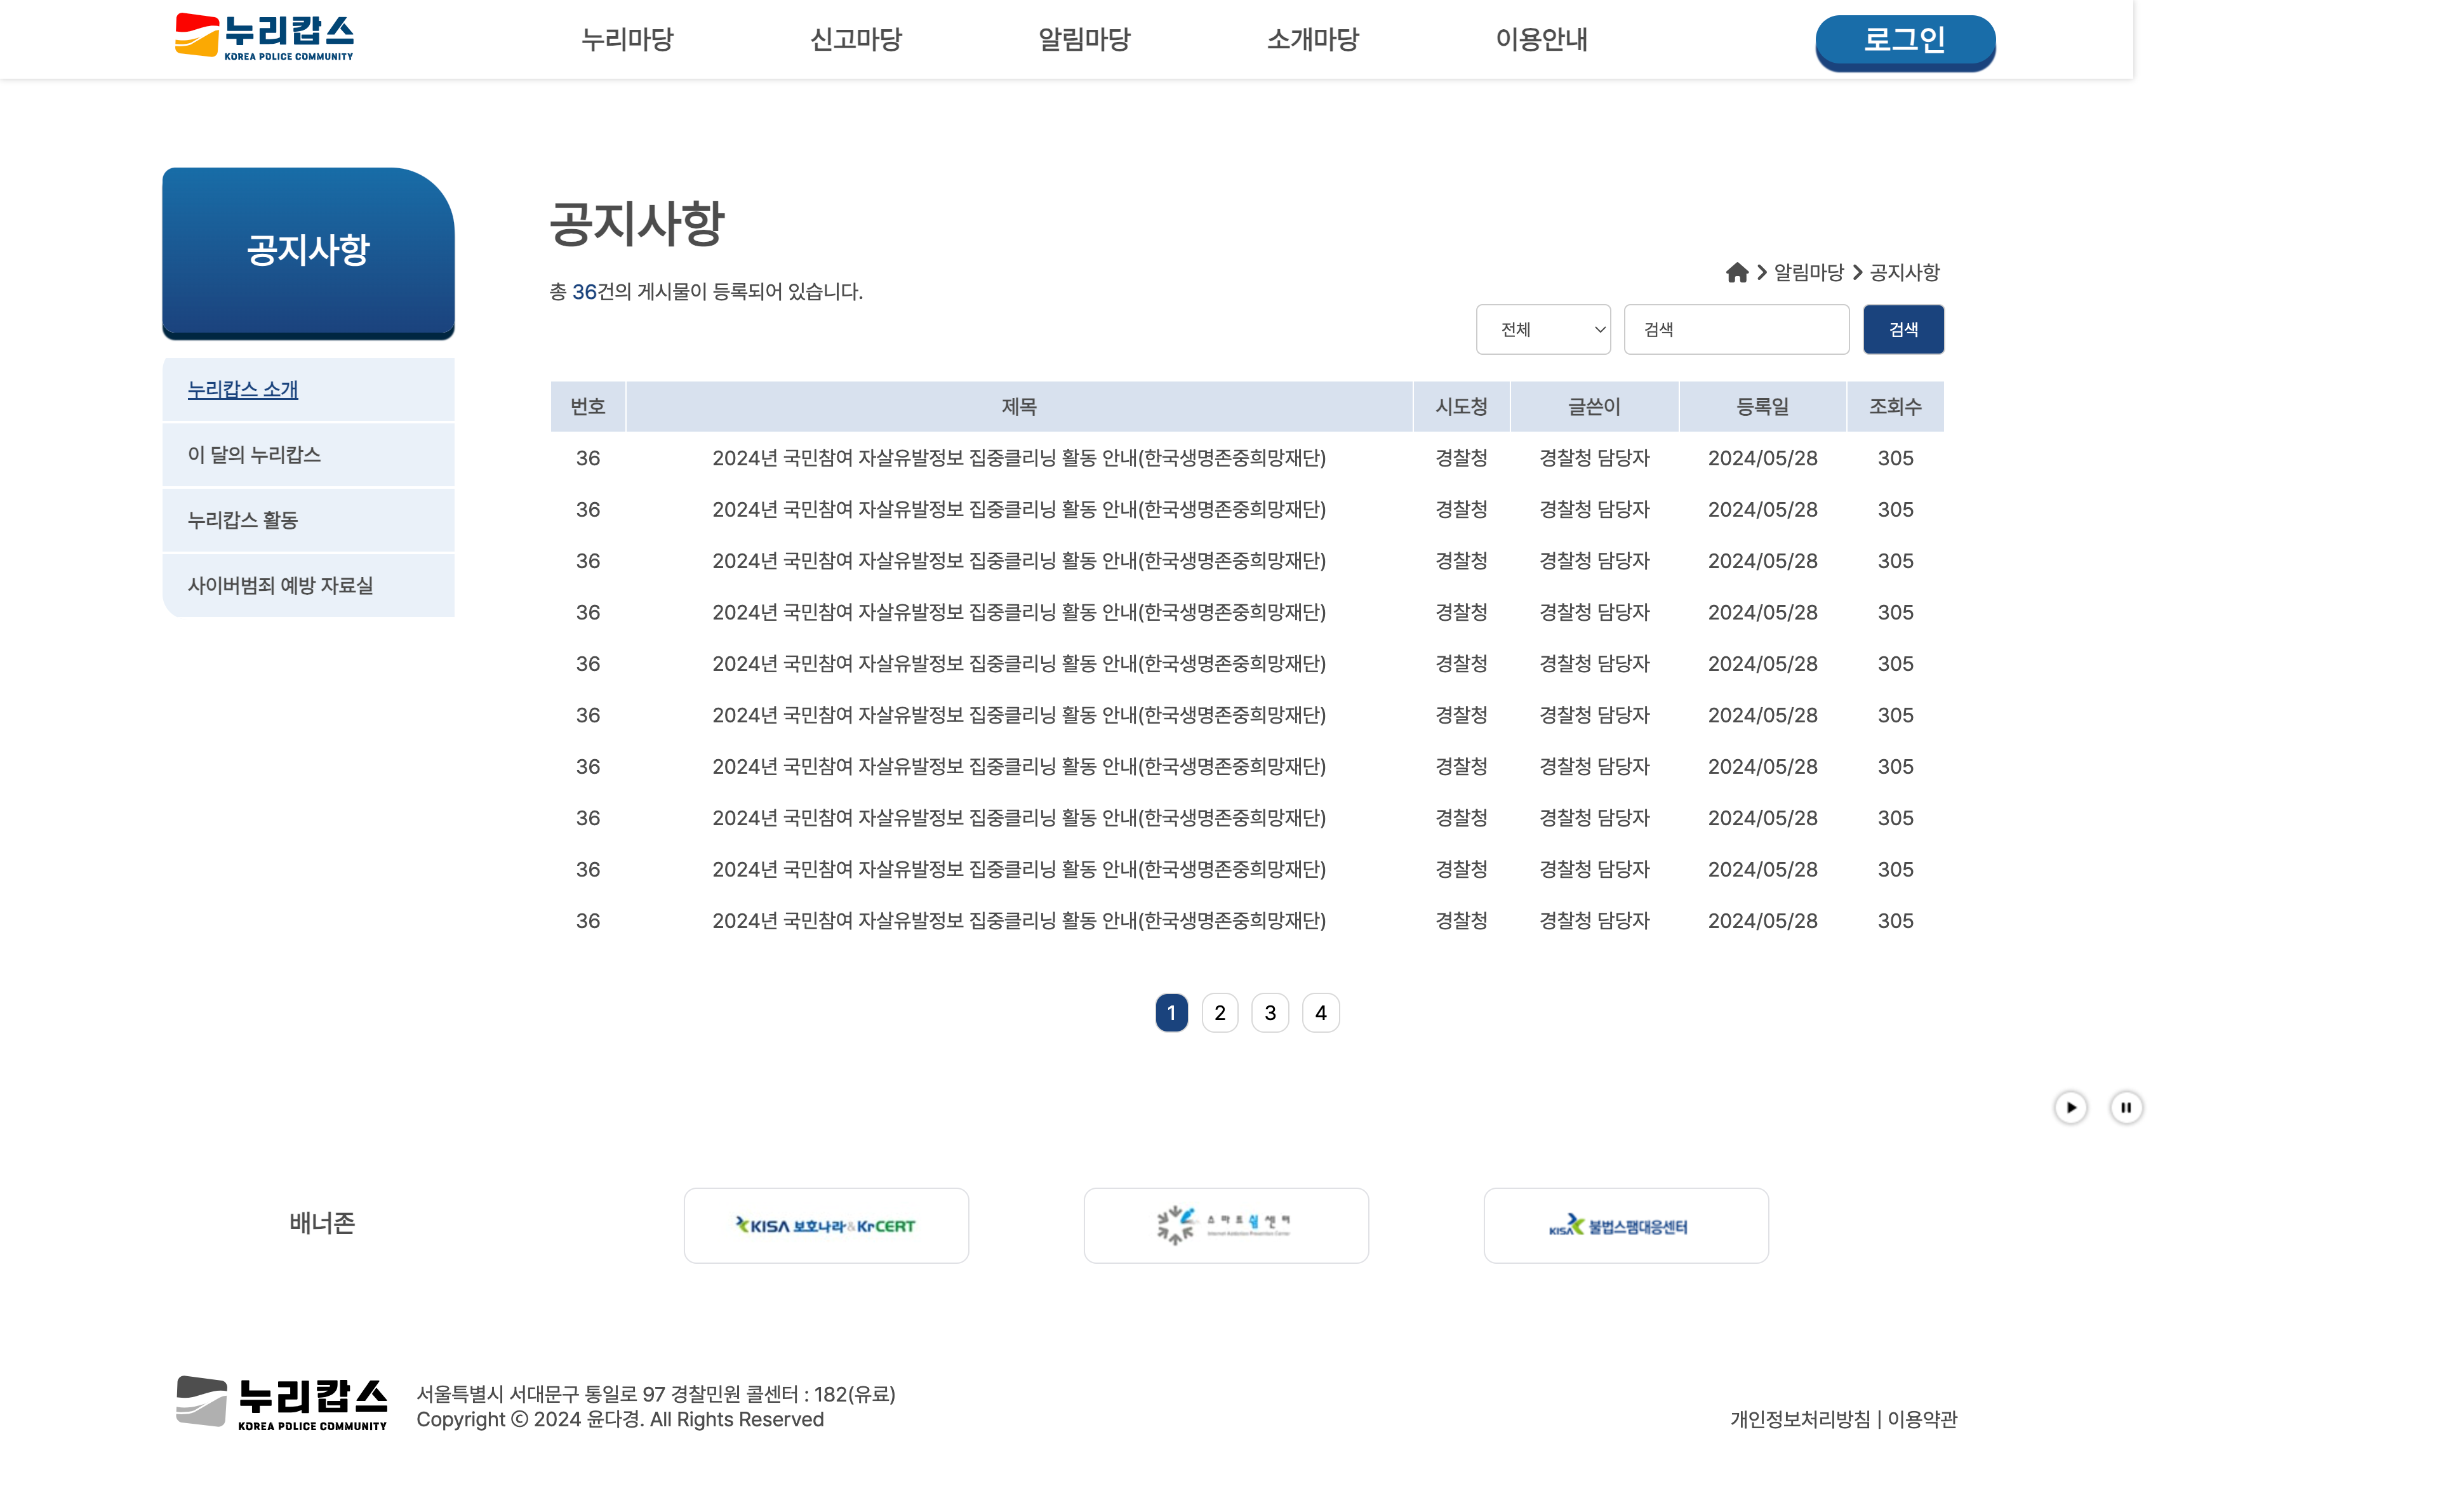 누리캅스
KOREA POLICE COMMUNITY
누리마당 신고마당 알림마당 소개마당 이용안내 로그인
공지사항
누리캅스 소개
이 달의 누리캅스
누리캅스 활동
사이버범죄 예방 자료실
공지사항
총 36건의 게시물이 등록되어 있습니다.
알림마당 공지사항
전체 검색 검색
번호 제목 시도청 글쓴이 등록일 조회수
36 2024년 국민참여 자살유발정보 집중클리닝 활동 안내(한국생명존중희망재단) 경찰청 경찰청 담당자 2024/05/28 305
36 2024년 국민참여 자살유발정보 집중클리닝 활동 안내(한국생명존중희망재단) 경찰청 경찰청 담당자 2024/05/28 305
36 2024년 국민참여 자살유발정보 집중클리닝 활동 안내(한국생명존중희망재단) 경찰청 경찰청 담당자 2024/05/28 305
36 2024년 국민참여 자살유발정보 집중클리닝 활동 안내(한국생명존중희망재단) 경찰청 경찰청 담당자 2024/05/28 305
36 2024년 국민참여 자살유발정보 집중클리닝 활동 안내(한국생명존중희망재단) 경찰청 경찰청 담당자 2024/05/28 305
36 2024년 국민참여 자살유발정보 집중클리닝 활동 안내(한국생명존중희망재단) 경찰청 경찰청 담당자 2024/05/28 305
36 2024년 국민참여 자살유발정보 집중클리닝 활동 안내(한국생명존중희망재단) 경찰청 경찰청 담당자 2024/05/28 305
36 2024년 국민참여 자살유발정보 집중클리닝 활동 안내(한국생명존중희망재단) 경찰청 경찰청 담당자 2024/05/28 305
36 2024년 국민참여 자살유발정보 집중클리닝 활동 안내(한국생명존중희망재단) 경찰청 경찰청 담당자 2024/05/28 305
36 2024년 국민참여 자살유발정보 집중클리닝 활동 안내(한국생명존중희망재단) 경찰청 경찰청 담당자 2024/05/28 305
1 2 3 4
배너존
KISA 보호나라&KrCERT
스마트쉼센터
Internet Addiction Prevention Center
KISA 불법스팸대응센터
누리캅스
KOREA POLICE COMMUNITY
서울특별시 서대문구 통일로 97 경찰민원 콜센터 : 182(유료)
Copyright ⓒ 2024 윤다경. All Rights Reserved
개인정보처리방침 | 이용약관